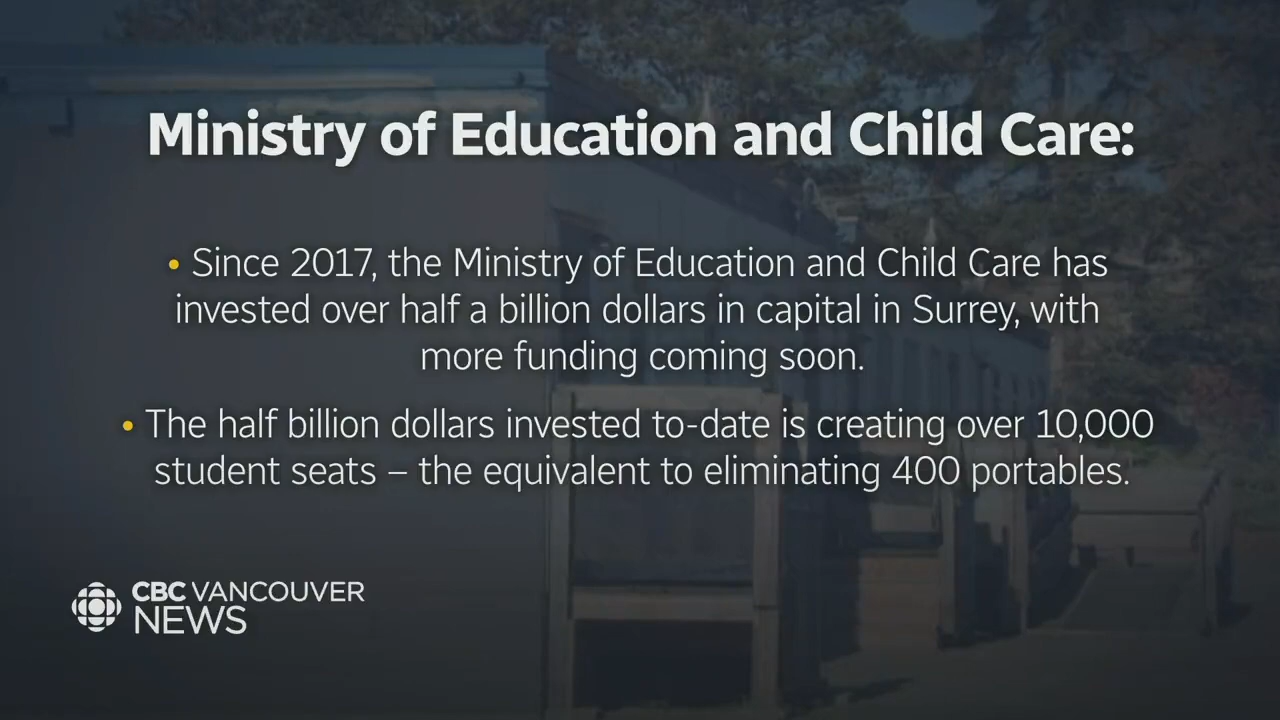 Ministry of Education and Child Care:
• Since 2017, the Ministry of Education and Child Care has
invested over half a billion dollars in capital in Surrey, with
more funding coming soon.
• The half billion dollars invested to-date is creating over 10,000
student seats – the equivalent to eliminating 400 portables.
CBC VANCOUVER
NEWS